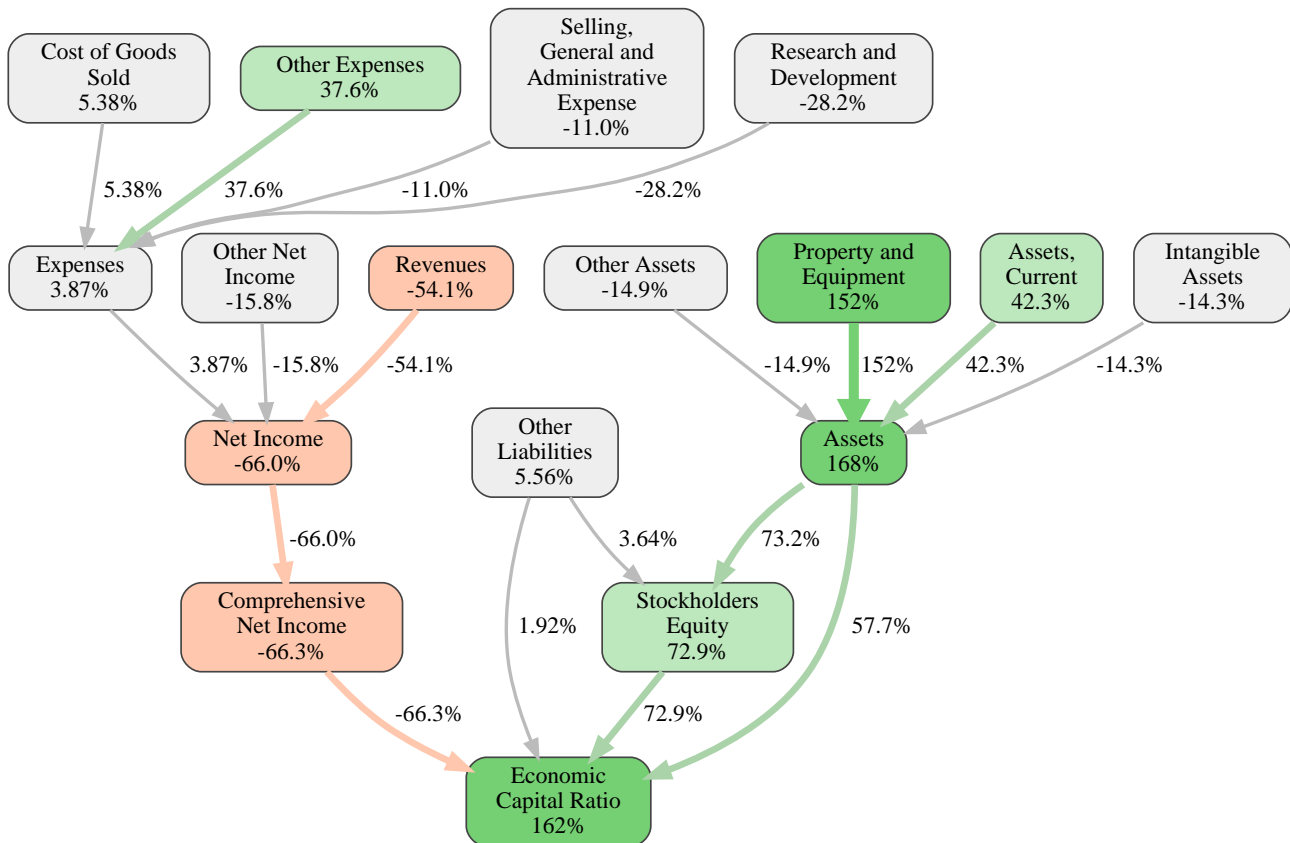 Cost of Goods
Sold
5.38%
Other Expenses
37.6%
Selling,
General and
Administrative
Expense
-11.0%
Research and
Development
-28.2%
5.38%
37.6%
-11.0%
-28.2%
Expenses
3.87%
Other Net
Income
-15.8%
Revenues
-54.1%
Other Assets
-14.9%
Property and
Equipment
152%
Assets,
Current
42.3%
Intangible
Assets
-14.3%
3.87%
-15.8%
-54.1%
-14.9%
152%
42.3%
-14.3%
Net Income
-66.0%
Other
Liabilities
5.56%
Assets
168%
-66.0%
3.64%
73.2%
Comprehensive
Net Income
-66.3%
1.92%
Stockholders
Equity
72.9%
57.7%
-66.3%
72.9%
Economic
Capital Ratio
162%